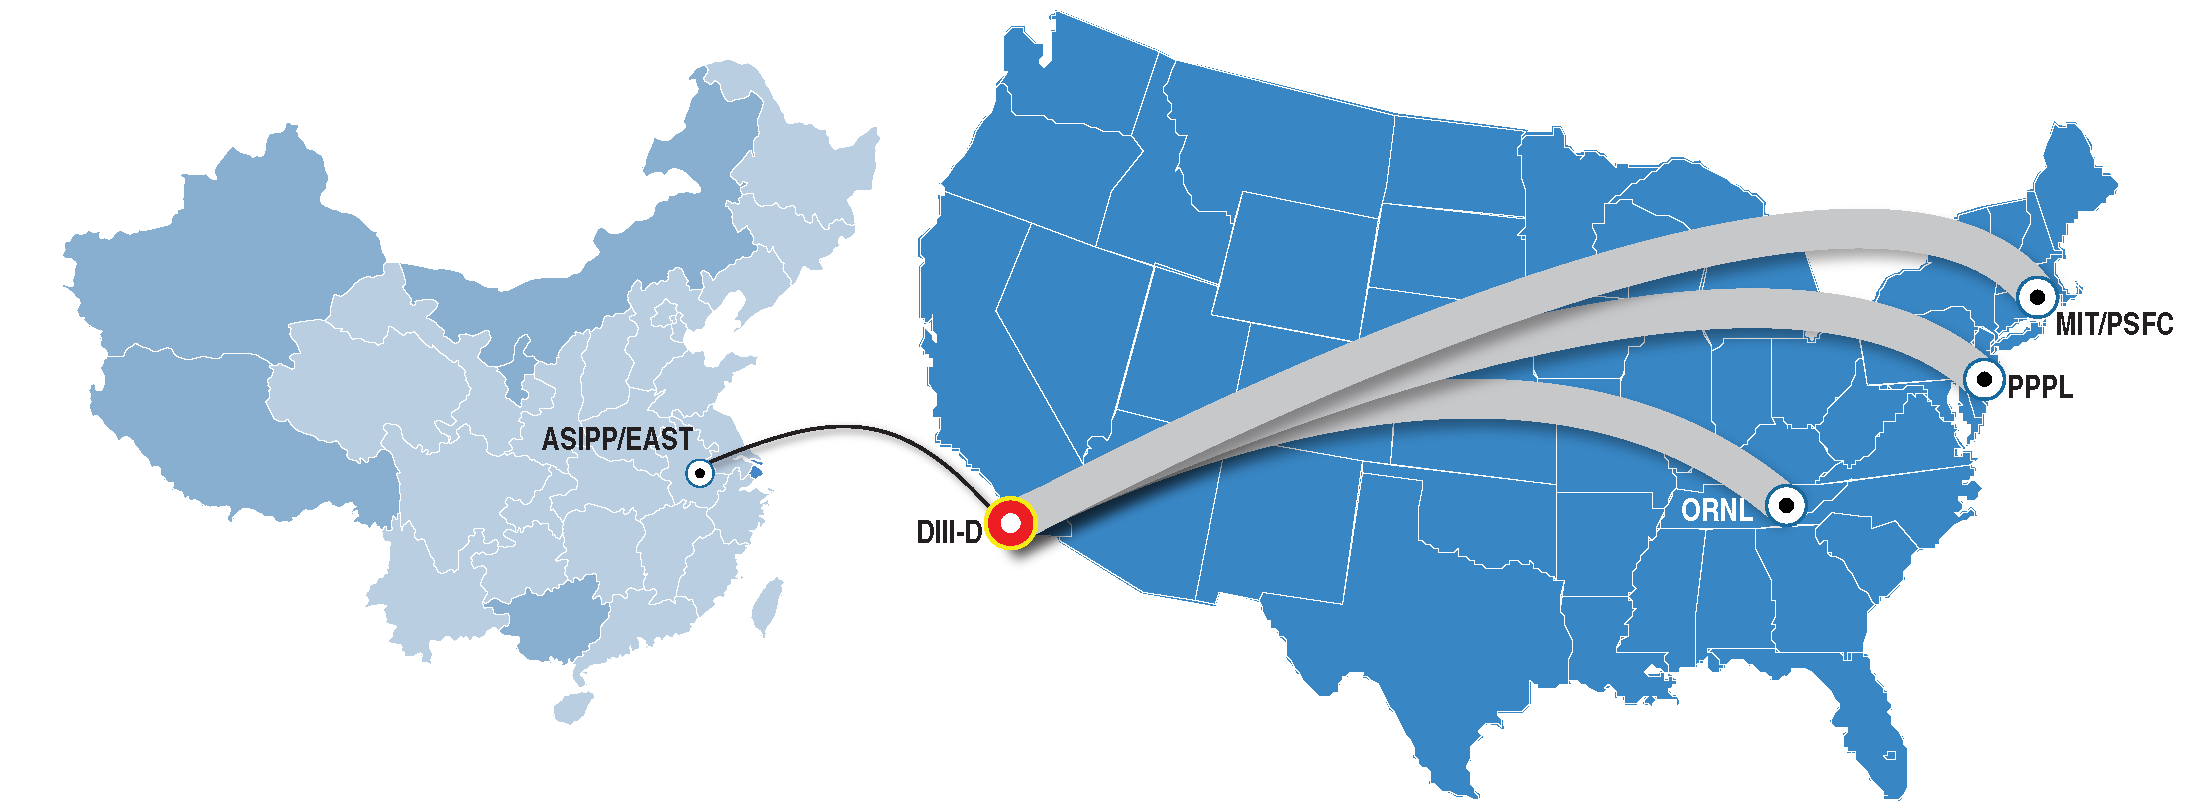 MIT/PSFC
PPPL
ASIPP/EAST
ORNL
DIII-D